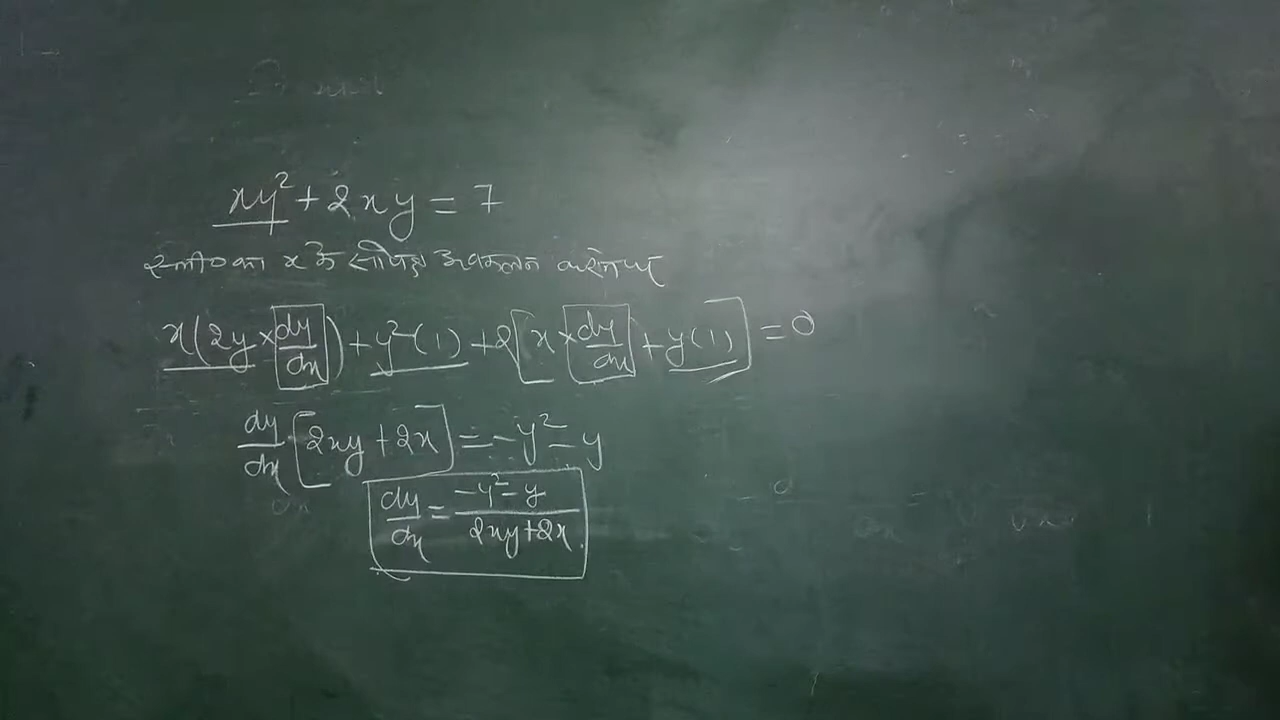 xy² + 2xy = 7
समी० का x के सापेक्ष अवकलन करने पर
x(2y × dy/dx) + y²(1) + 2[x × dy/dx + y(1)] = 0
dy/dx [2xy + 2x] = -y² - y
dy/dx = (-y² - y)/(2xy + 2x)